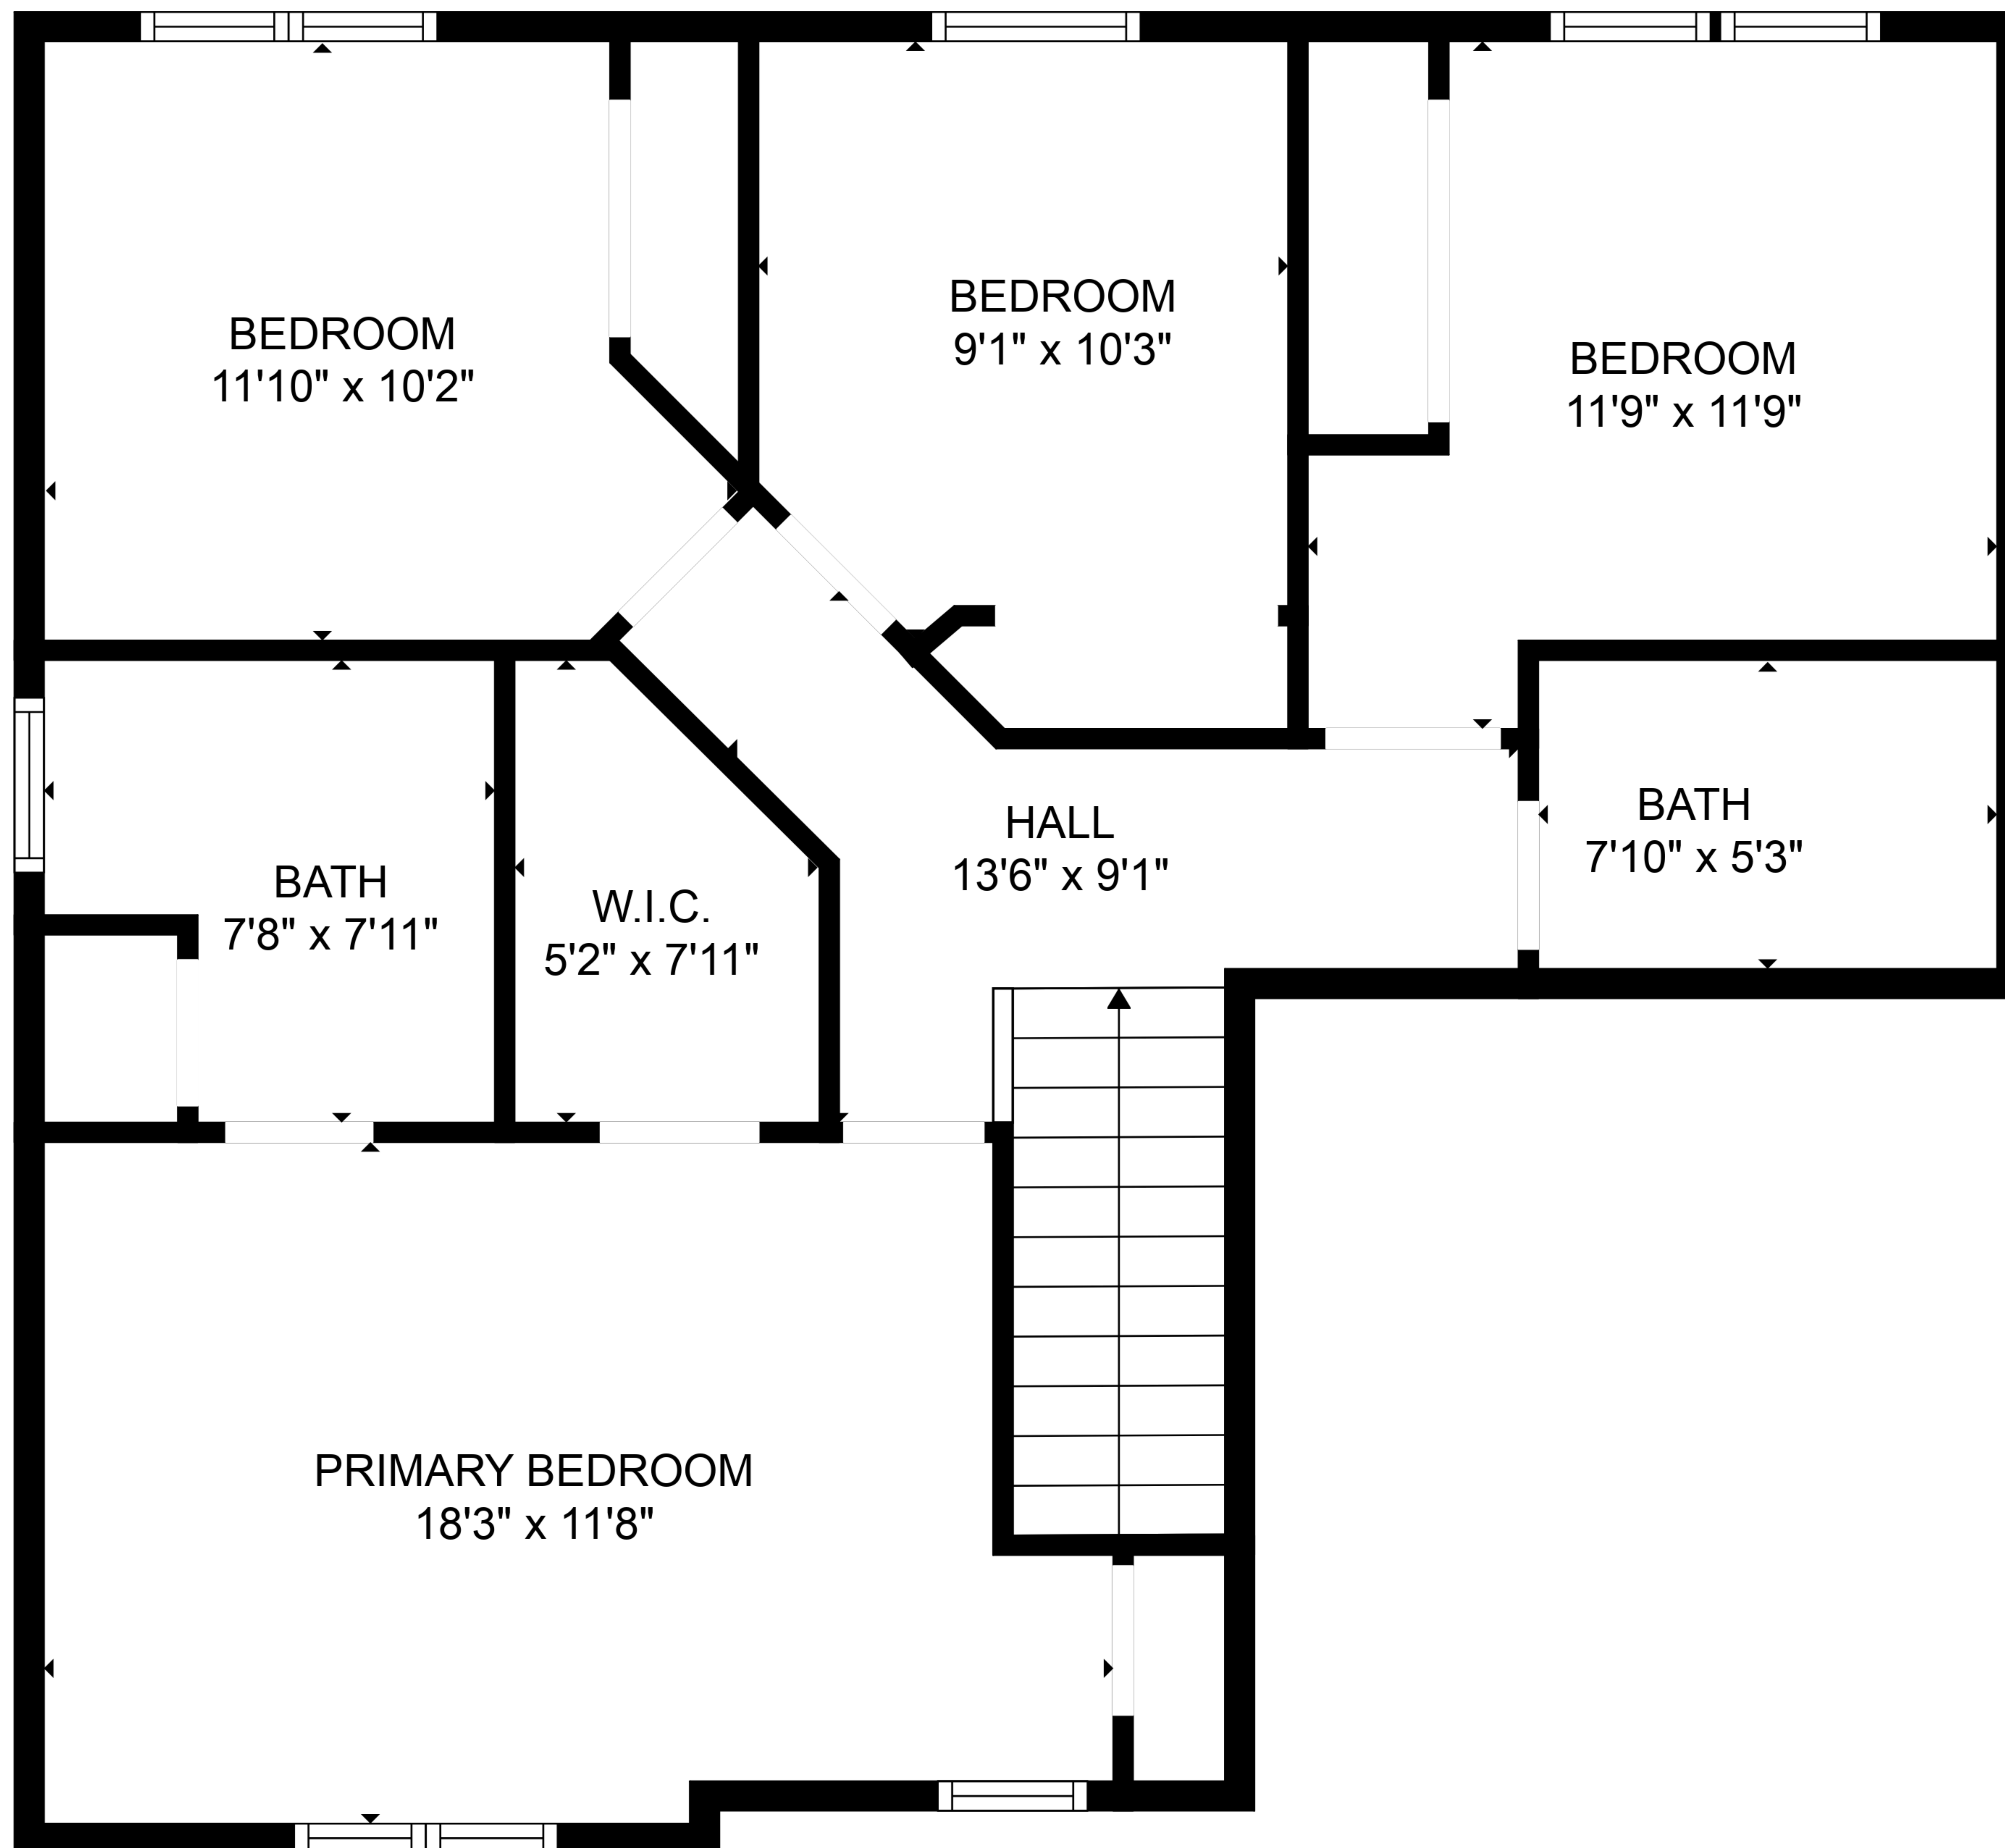 BEDROOM
11'10" x 10'2"
BEDROOM
9'1" x 10'3"
BEDROOM
11'9" x 11'9"
BATH
7'8" x 7'11"
W.I.C.
5'2" x 7'11"
HALL
13'6" x 9'1"
BATH
7'10" x 5'3"
PRIMARY BEDROOM
18'3" x 11'8"